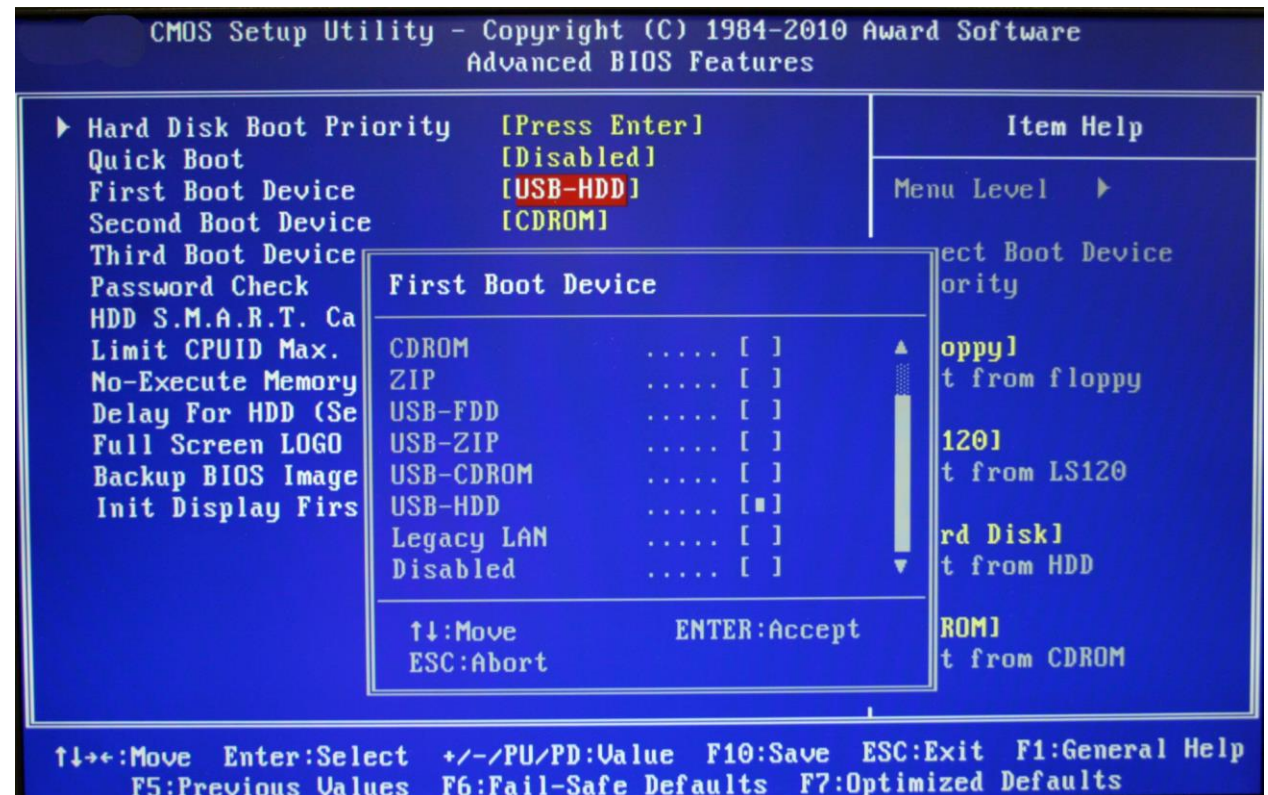 CMOS Setup Utility - Copyright (C) 1984-2010 Award Software
Advanced BIOS Features
Hard Disk Boot Priority [Press Enter]
Quick Boot [Disabled]
First Boot Device [USB-HDD]
Second Boot Device [CDROM]
Third Boot Device
Password Check
HDD S.M.A.R.T. Ca
Limit CPUID Max.
No-Execute Memory
Delay For HDD (Se
Full Screen LOGO
Backup BIOS Image
Init Display Firs
First Boot Device
CDROM ..... [ ]
ZIP ..... [ ]
USB-FDD ..... [ ]
USB-ZIP ..... [ ]
USB-CDROM ..... [ ]
USB-HDD ..... [■]
Legacy LAN ..... [ ]
Disabled ..... [ ]
↑↓:Move ENTER:Accept
ESC:Abort
Item Help
Menu Level ▶
ect Boot Device
ority
oppy]
t from floppy
120]
t from LS120
rd Disk]
t from HDD
ROM]
t from CDROM
↑↓→←:Move Enter:Select +/-/PU/PD:Value F10:Save ESC:Exit F1:General Help
F5:Previous Values F6:Fail-Safe Defaults F7:Optimized Defaults